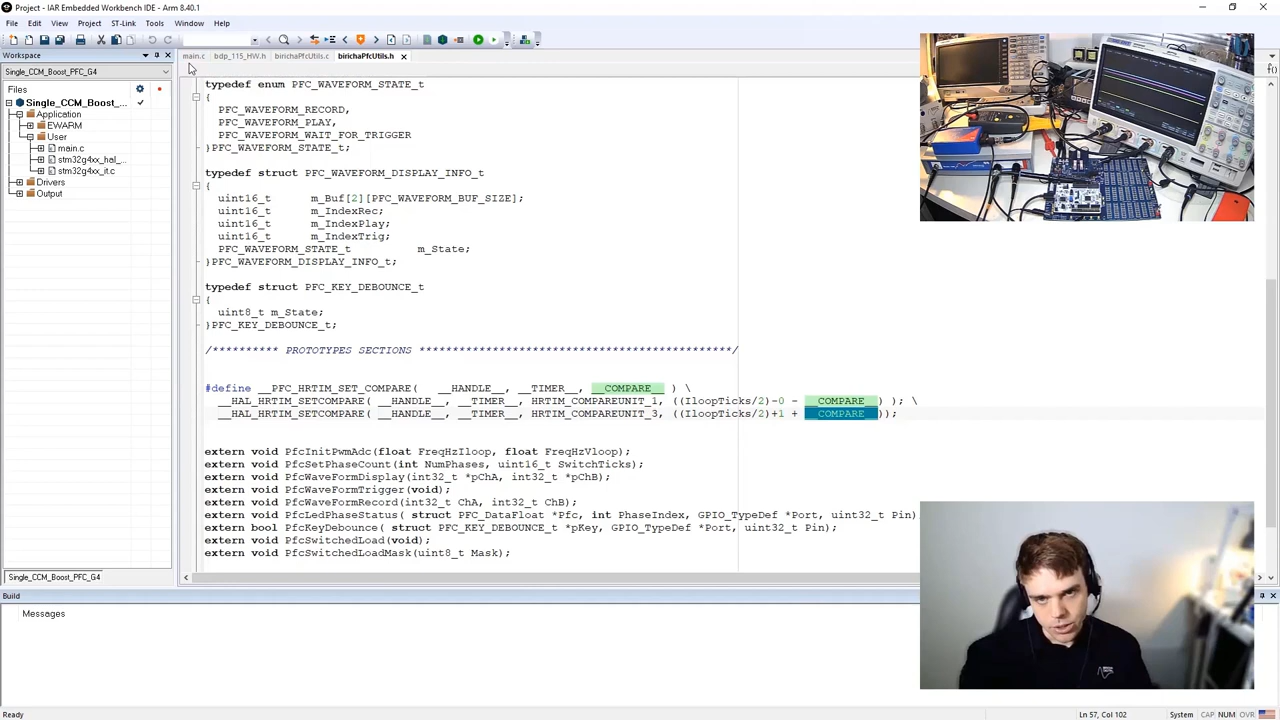 Project - IAR Embedded Workbench IDE - Arm 8.40.1
File Edit View Project ST-Link Tools Window Help
Workspace
main.c bdp_115_HW.h birichaPfcUtils.c birichaPfcUtils.h
f()
Single_CCM_Boost_PFC_G4
Files
Single_CCM_Boost_...
Application
EWARM
User
main.c
stm32g4xx_hal_...
stm32g4xx_it.c
Drivers
Output
typedef enum PFC_WAVEFORM_STATE_t
{
PFC_WAVEFORM_RECORD,
PFC_WAVEFORM_PLAY,
PFC_WAVEFORM_WAIT_FOR_TRIGGER
}PFC_WAVEFORM_STATE_t;
typedef struct PFC_WAVEFORM_DISPLAY_INFO_t
{
uint16_t m_Buf[2][PFC_WAVEFORM_BUF_SIZE];
uint16_t m_IndexRec;
uint16_t m_IndexPlay;
uint16_t m_IndexTrig;
PFC_WAVEFORM_STATE_t m_State;
}PFC_WAVEFORM_DISPLAY_INFO_t;
typedef struct PFC_KEY_DEBOUNCE_t
{
uint8_t m_State;
}PFC_KEY_DEBOUNCE_t;
/********** PROTOTYPES SECTIONS ***********************************************/
#define __PFC_HRTIM_SET_COMPARE( __HANDLE__, __TIMER__, __COMPARE__ ) \
__HAL_HRTIM_SETCOMPARE( __HANDLE__, __TIMER__, HRTIM_COMPAREUNIT_1, ((IloopTicks/2)-0 - __COMPARE__) ); \
__HAL_HRTIM_SETCOMPARE( __HANDLE__, __TIMER__, HRTIM_COMPAREUNIT_3, ((IloopTicks/2)+1 + __COMPARE__));
extern void PfcInitPwmAdc(float FreqHzIloop, float FreqHzVloop);
extern void PfcSetPhaseCount(int NumPhases, uint16_t SwitchTicks);
extern void PfcWaveFormDisplay(int32_t *pChA, int32_t *pChB);
extern void PfcWaveFormTrigger(void);
extern void PfcWaveFormRecord(int32_t ChA, int32_t ChB);
extern void PfcLedPhaseStatus( struct PFC_DataFloat *Pfc, int PhaseIndex, GPIO_TypeDef *Port, uint32_t Pin)
extern bool PfcKeyDebounce( struct PFC_KEY_DEBOUNCE_t *pKey, GPIO_TypeDef *Port, uint32_t Pin);
extern void PfcSwitchedLoad(void);
extern void PfcSwitchedLoadMask(uint8_t Mask);
Single_CCM_Boost_PFC_G4
Build
Messages
Ready
Ln 57, Col 102 System CAP NUM OVR